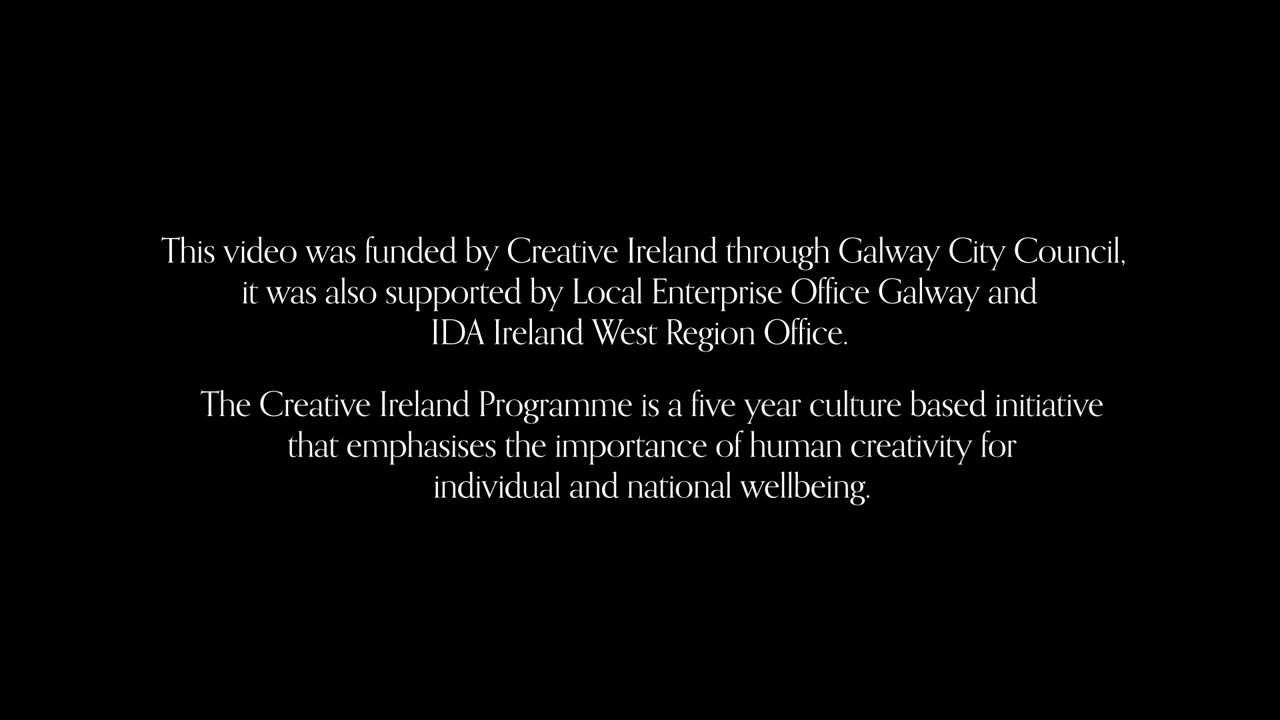 This video was funded by Creative Ireland through Galway City Council,
it was also supported by Local Enterprise Office Galway and
IDA Ireland West Region Office.
The Creative Ireland Programme is a five year culture based initiative
that emphasises the importance of human creativity for
individual and national wellbeing.